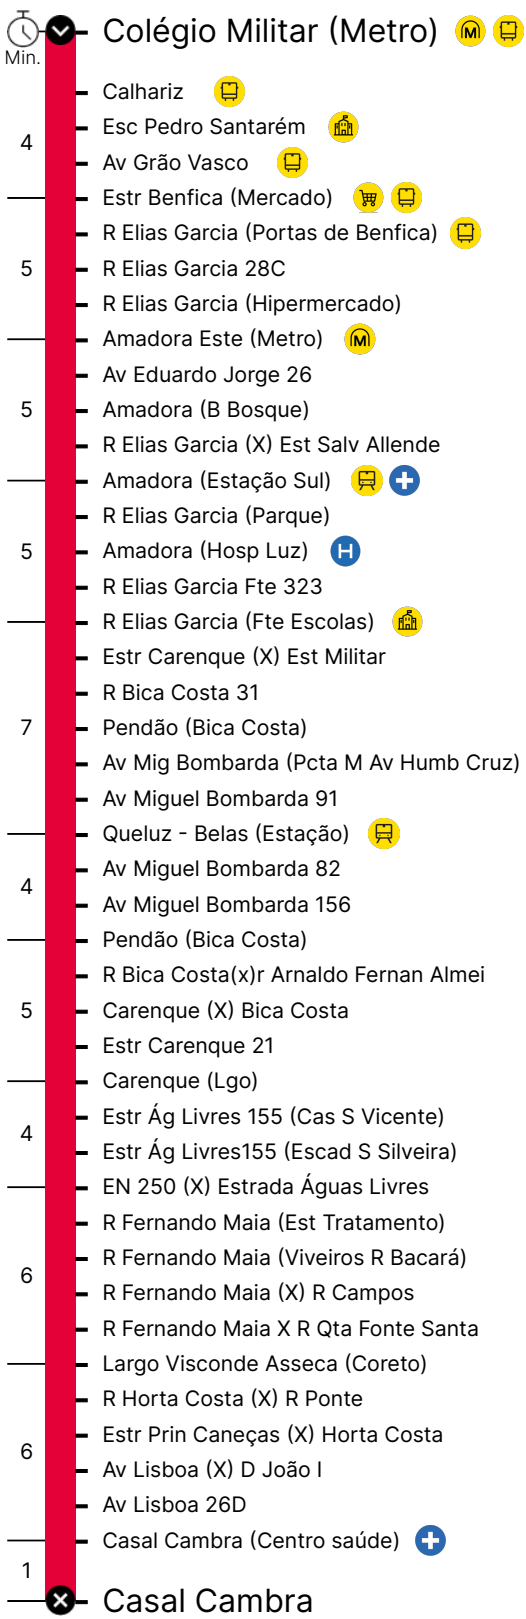 Colégio Militar (Metro)
Min.
Calhariz
Esc Pedro Santarém
4
Av Grão Vasco
Estr Benfica (Mercado)
R Elias Garcia (Portas de Benfica)
5
R Elias Garcia 28C
R Elias Garcia (Hipermercado)
Amadora Este (Metro)
Av Eduardo Jorge 26
5
Amadora (B Bosque)
R Elias Garcia (X) Est Salv Allende
Amadora (Estação Sul)
R Elias Garcia (Parque)
5
Amadora (Hosp Luz)
H
R Elias Garcia Fte 323
R Elias Garcia (Fte Escolas)
Estr Carenque (X) Est Militar
R Bica Costa 31
7
Pendão (Bica Costa)
Av Mig Bombarda (Pcta M Av Humb Cruz)
Av Miguel Bombarda 91
Queluz - Belas (Estação)
Av Miguel Bombarda 82
4
Av Miguel Bombarda 156
Pendão (Bica Costa)
R Bica Costa(x)r Arnaldo Fernan Almei
5
Carenque (X) Bica Costa
Estr Carenque 21
Carenque (Lgo)
Estr Ág Livres 155 (Cas S Vicente)
4
Estr Ág Livres155 (Escad S Silveira)
EN 250 (X) Estrada Águas Livres
R Fernando Maia (Est Tratamento)
R Fernando Maia (Viveiros R Bacará)
6
R Fernando Maia (X) R Campos
R Fernando Maia X R Qta Fonte Santa
Largo Visconde Asseca (Coreto)
R Horta Costa (X) R Ponte
Estr Prin Caneças (X) Horta Costa
6
Av Lisboa (X) D João I
Av Lisboa 26D
Casal Cambra (Centro saúde)
1
Casal Cambra